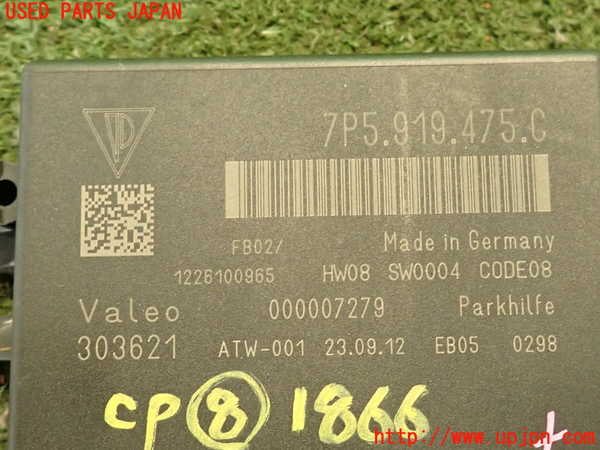 USED PARTS JAPAN
7P5.919.475.C
FB02/
Made in Germany
1226100965 HW08 SW0004 CODE08
Valeo 000007279 Parkhilfe
303621 ATW-001 23.09.12 EB05 0298
CP 8 1866
http://www.upjpn.com